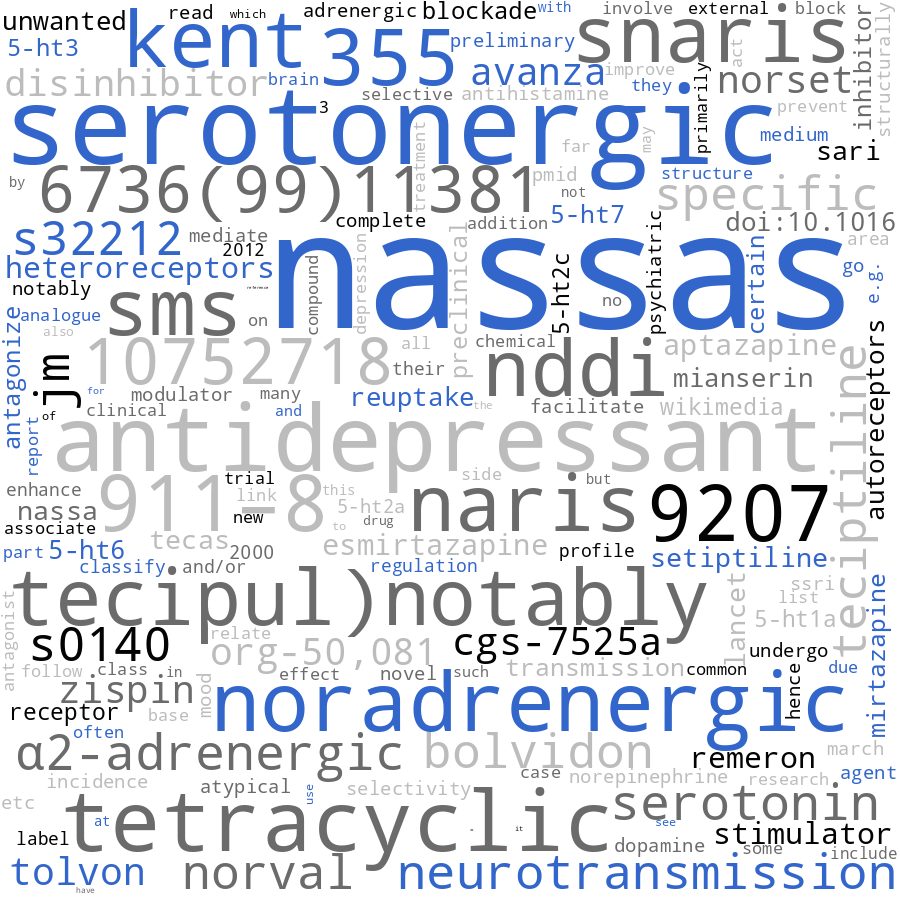 unwanted
read
which
adrenergic
blockade
with
involve
external
block
5-ht3
kent
355
preliminary
snaris
inhibitor
structurally
disinhibitor
brain
avanza
improve
act
norset
selective
antihistamine
they
primarily
prevent
serotonergic
3
medium
sari
treatment
far
may
by
6736(99)11381
pmid
not
structure
specific
s32212
mediate
2012
complete
addition
5-ht7
doi:10.1016
area
heteroreceptors
nassas
go
e.g.
notably
reference
compound
depression
preclinical
5-ht2c
psychiatric
certain
analogue
also
sms
on
no
antagonize
jm
10752718
all
their
chemical
nddi
aptazapine
mianserin
autoreceptors
for
modulator
many
reuptake
facilitate
wikimedia
of
clinical
and
the
report
antidepressant
teciptiline
enhance
trial
side
but
nassa
911-8
link
this
5-ht2a
naris
9207
associate
new
to
drug
part
5-ht6
tecas
2000
esmirtazapine
profile
setiptiline
classify
and/or
regulation
tecipul)notably
lancet
ssri
list
5-ht1a
mirtazapine
antagonist
s0140
relate
org-50,081
cgs-7525a
undergo
follow
class
in
effect
novel
such
transmission
common
hence
due
zispin
mood
noradrenergic
receptor
base
often
α2-adrenergic
bolvidon
remeron
march
incidence
atypical
selectivity
case
norepinephrine
research
agent
etc
use
at
tetracyclic
it
serotonin
see
label
dopamine
some
stimulator
include
tolvon
have
norval
neurotransmission